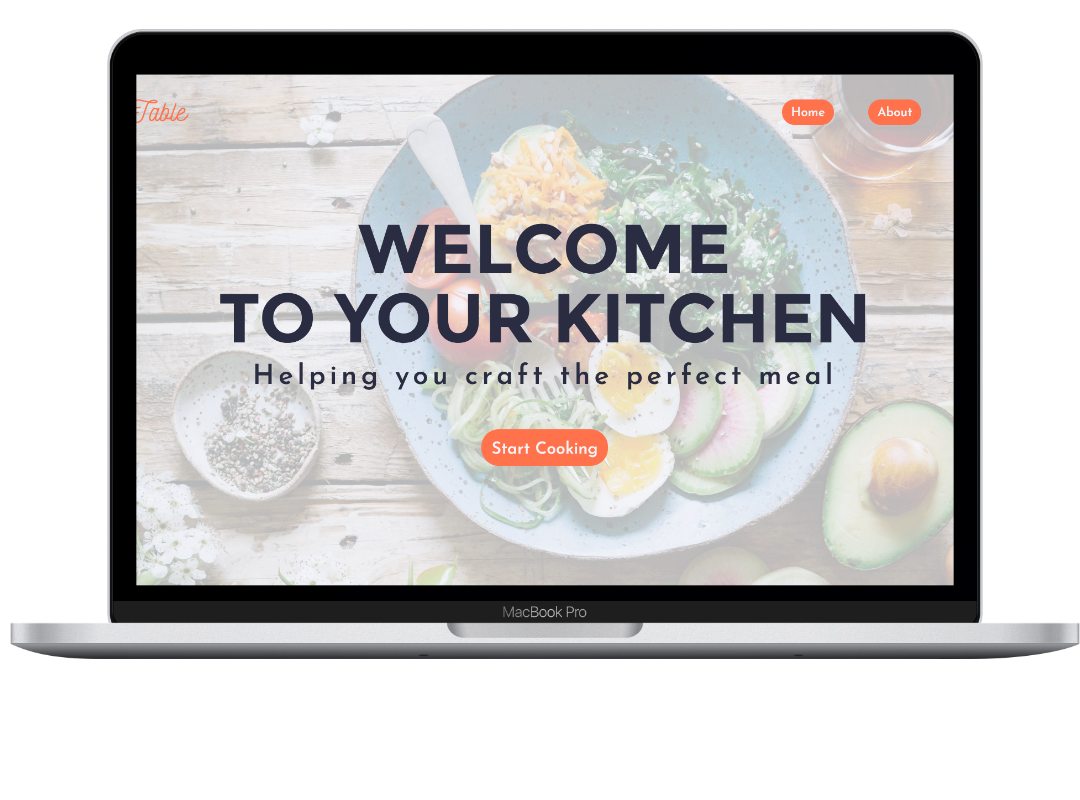 Table
Home
About
WELCOME
TO YOUR KITCHEN
Helping you craft the perfect meal
Start Cooking
MacBook Pro